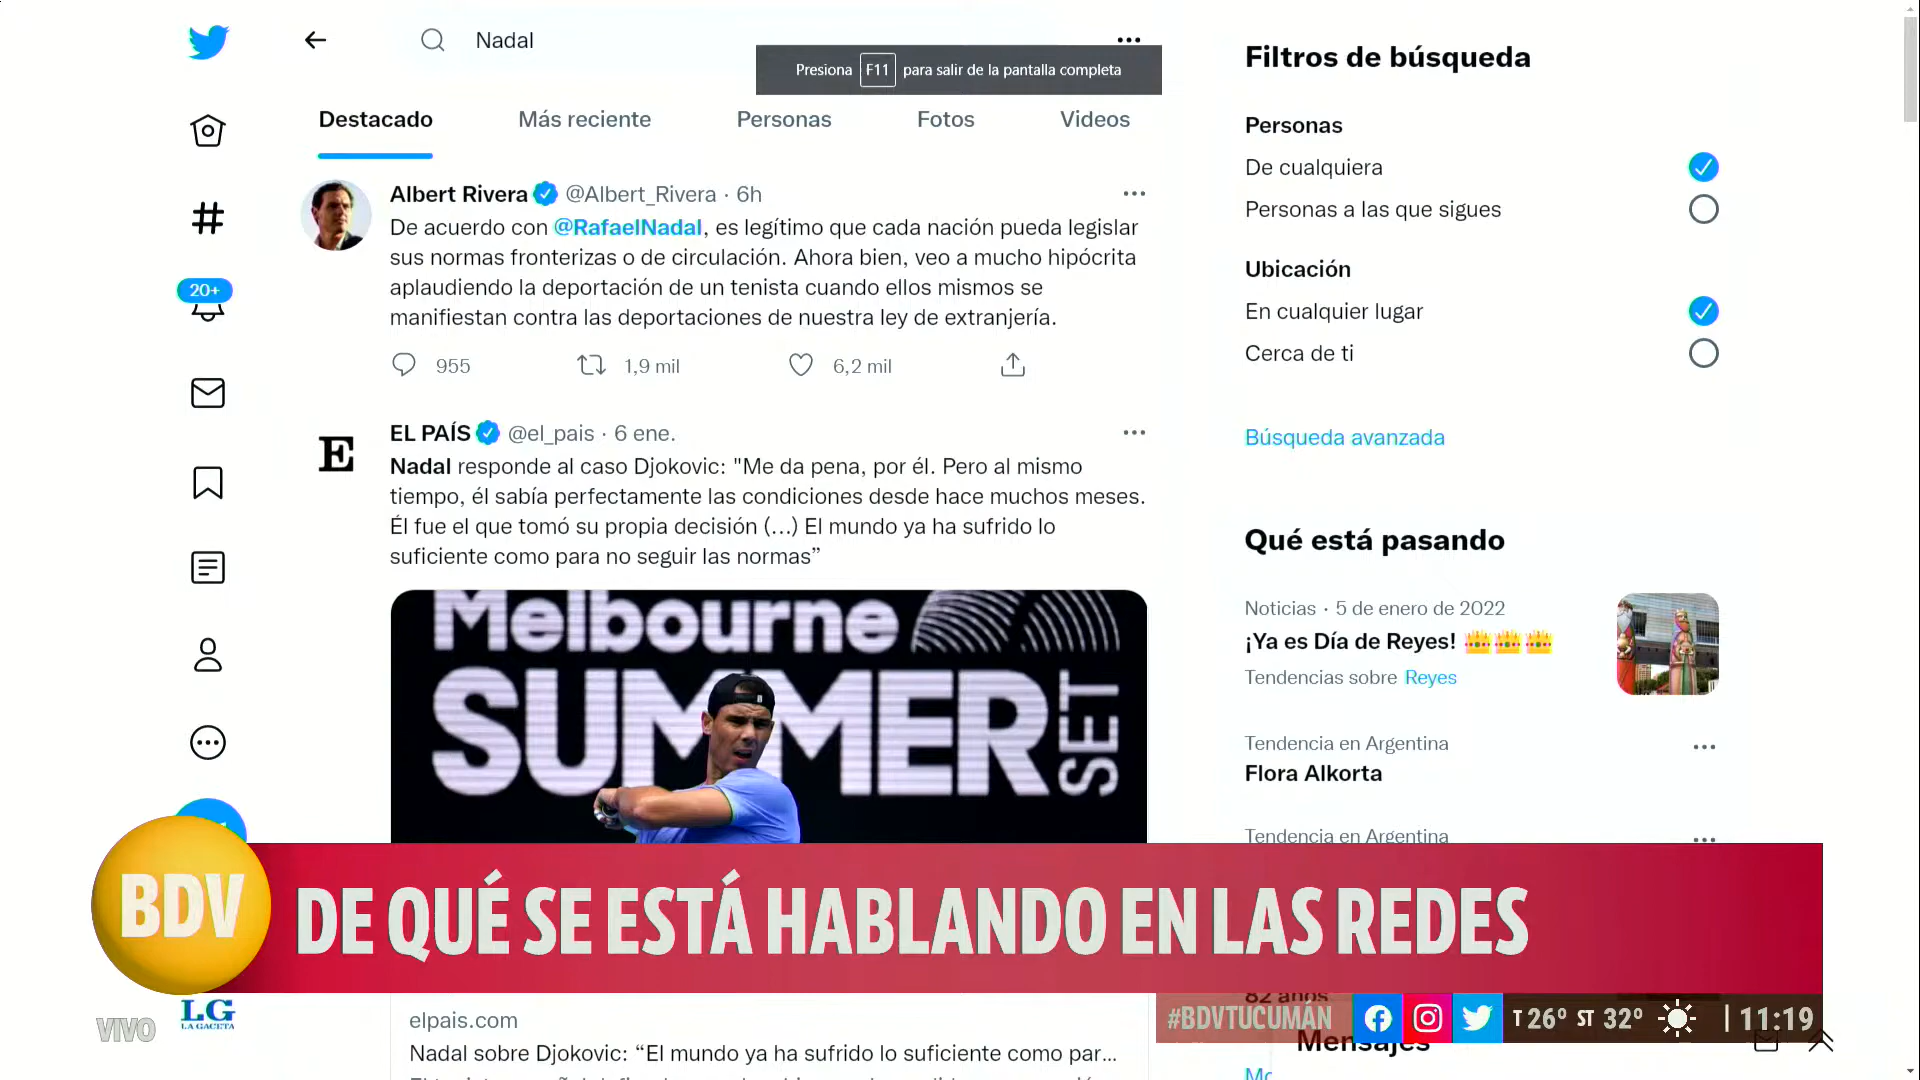 Nadal
Presiona F11 para salir de la pantalla completa
Destacado
Más reciente
Personas
Fotos
Videos
20+
Albert Rivera @Albert_Rivera · 6h
De acuerdo con @RafaelNadal, es legítimo que cada nación pueda legislar
sus normas fronterizas o de circulación. Ahora bien, veo a mucho hipócrita
aplaudiendo la deportación de un tenista cuando ellos mismos se
manifiestan contra las deportaciones de nuestra ley de extranjería.
955
1,9 mil
6,2 mil
E
EL PAÍS @el_pais · 6 ene.
Nadal responde al caso Djokovic: "Me da pena, por él. Pero al mismo
tiempo, él sabía perfectamente las condiciones desde hace muchos meses.
Él fue el que tomó su propia decisión (...) El mundo ya ha sufrido lo
suficiente como para no seguir las normas”
Melbourne
SUMMER
SET
elpais.com
Nadal sobre Djokovic: “El mundo ya ha sufrido lo suficiente como par...
Filtros de búsqueda
Personas
De cualquiera
Personas a las que sigues
Ubicación
En cualquier lugar
Cerca de ti
Búsqueda avanzada
Qué está pasando
Noticias · 5 de enero de 2022
¡Ya es Día de Reyes! 👑👑👑
Tendencias sobre Reyes
Tendencia en Argentina
Flora Alkorta
Tendencia en Argentina
82 años
Mensajes
BDV
DE QUÉ SE ESTÁ HABLANDO EN LAS REDES
VIVO
LG
LA GACETA
#BDVTUCUMÁN
T 26º ST 32º
11:19